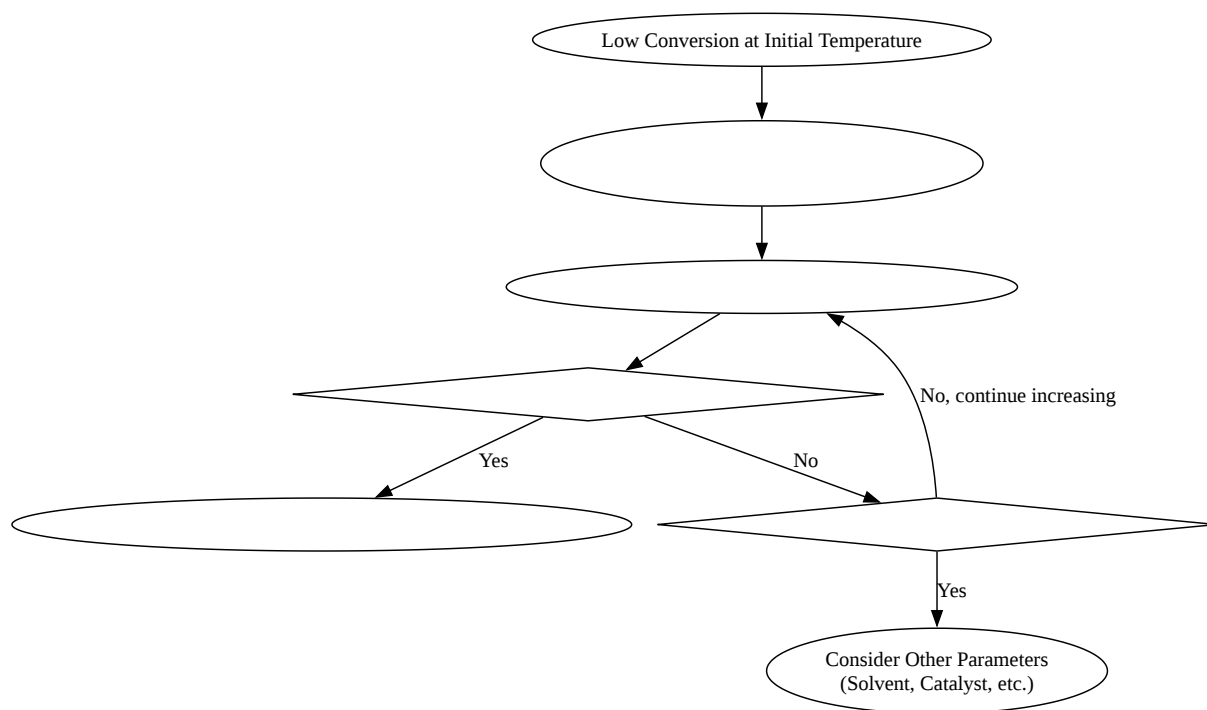 Low Conversion at Initial Temperature
No, continue increasing
Yes
No
Yes
Consider Other Parameters
(Solvent, Catalyst, etc.)